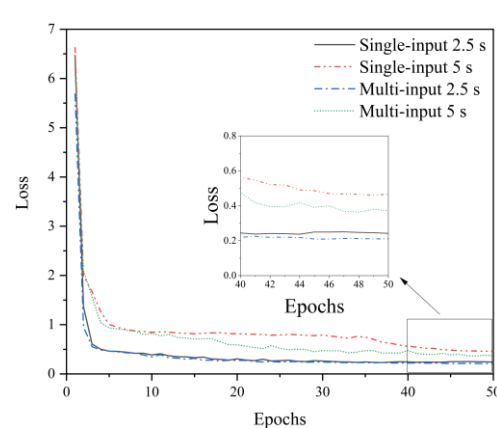 7
6
5
4
3
2
1
0
Loss
Single-input 2.5 s
Single-input 5 s
Multi-input 2.5 s
Multi-input 5 s
0.8
0.6
0.4
0.2
0.0
Loss
40 42 44 46 48 50
Epochs
0 10 20 30 40 50
Epochs